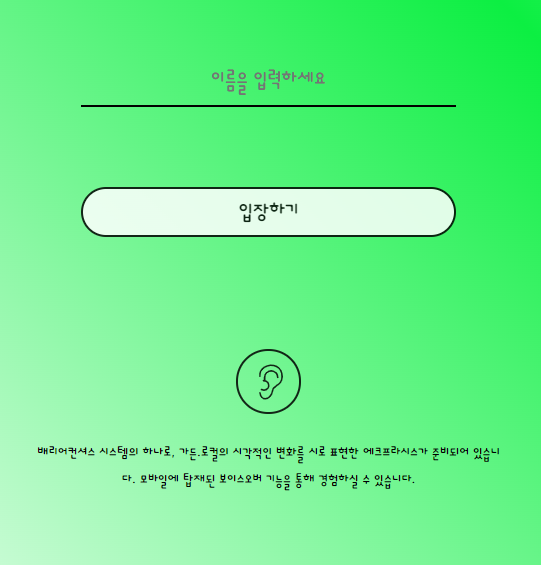 이름을 입력하세요
입장하기
배리어컨셔스 시스템의 하나로, 가든.로컬의 시각적인 변화를 시로 표현한 에크프라시스가 준비되어 있습니
다. 모바일에 탑재된 보이스오버 기능을 통해 경험하실 수 있습니다.